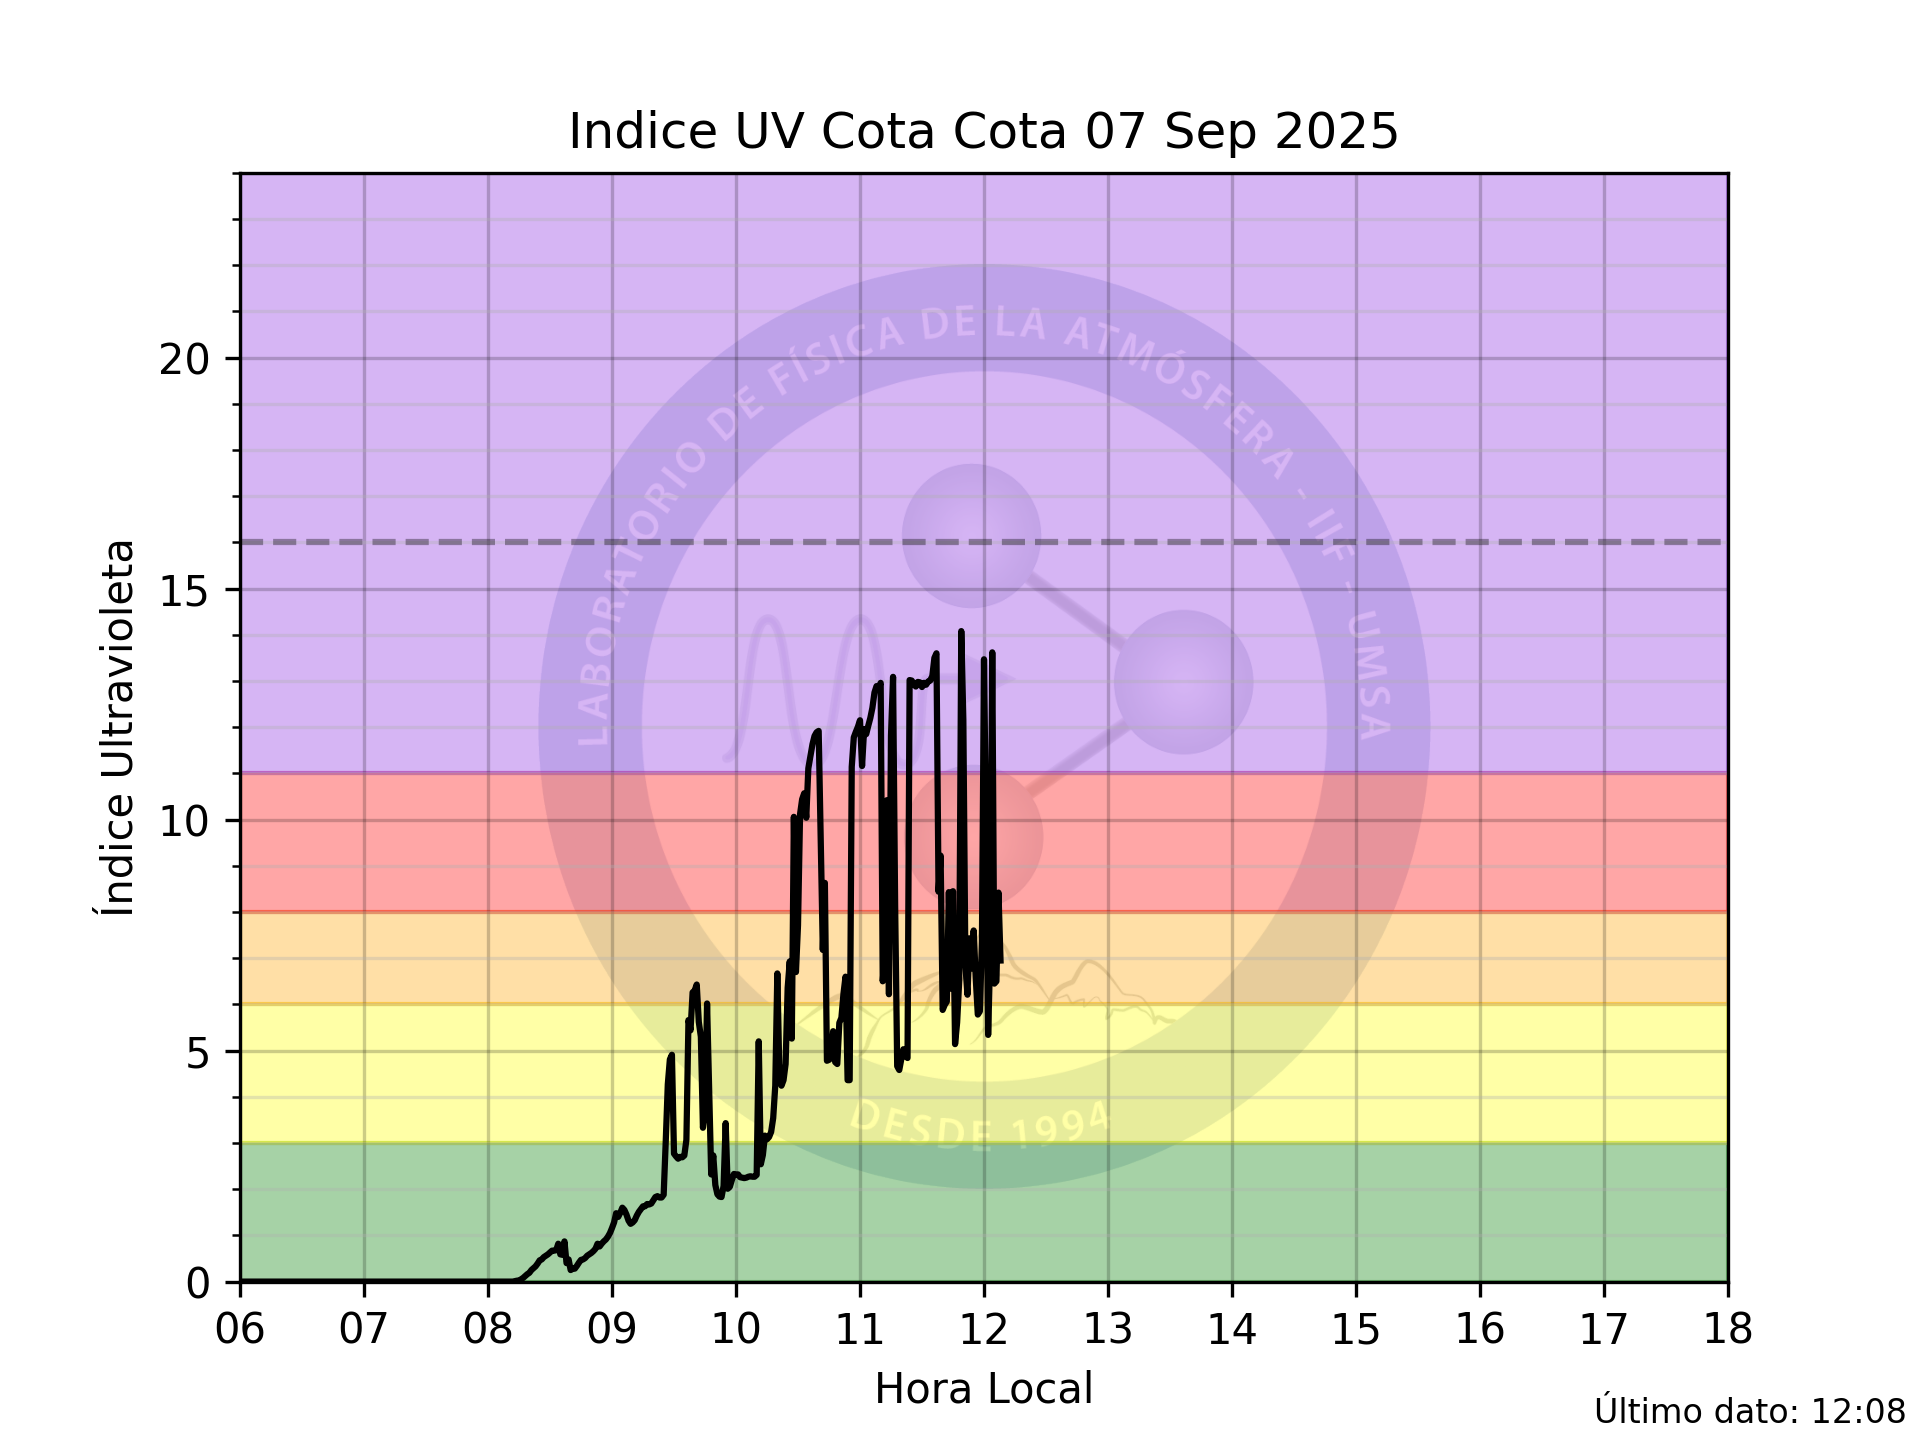 Indice UV Cota Cota 07 Sep 2025
LABORATORIO DE FÍSICA DE LA ATMÓSFERA - IIF - UMSA
DESDE 1994
Índice Ultravioleta
20
15
10
5
0
06 07 08 09 10 11 12 13 14 15 16 17 18
Hora Local
Último dato: 12:08